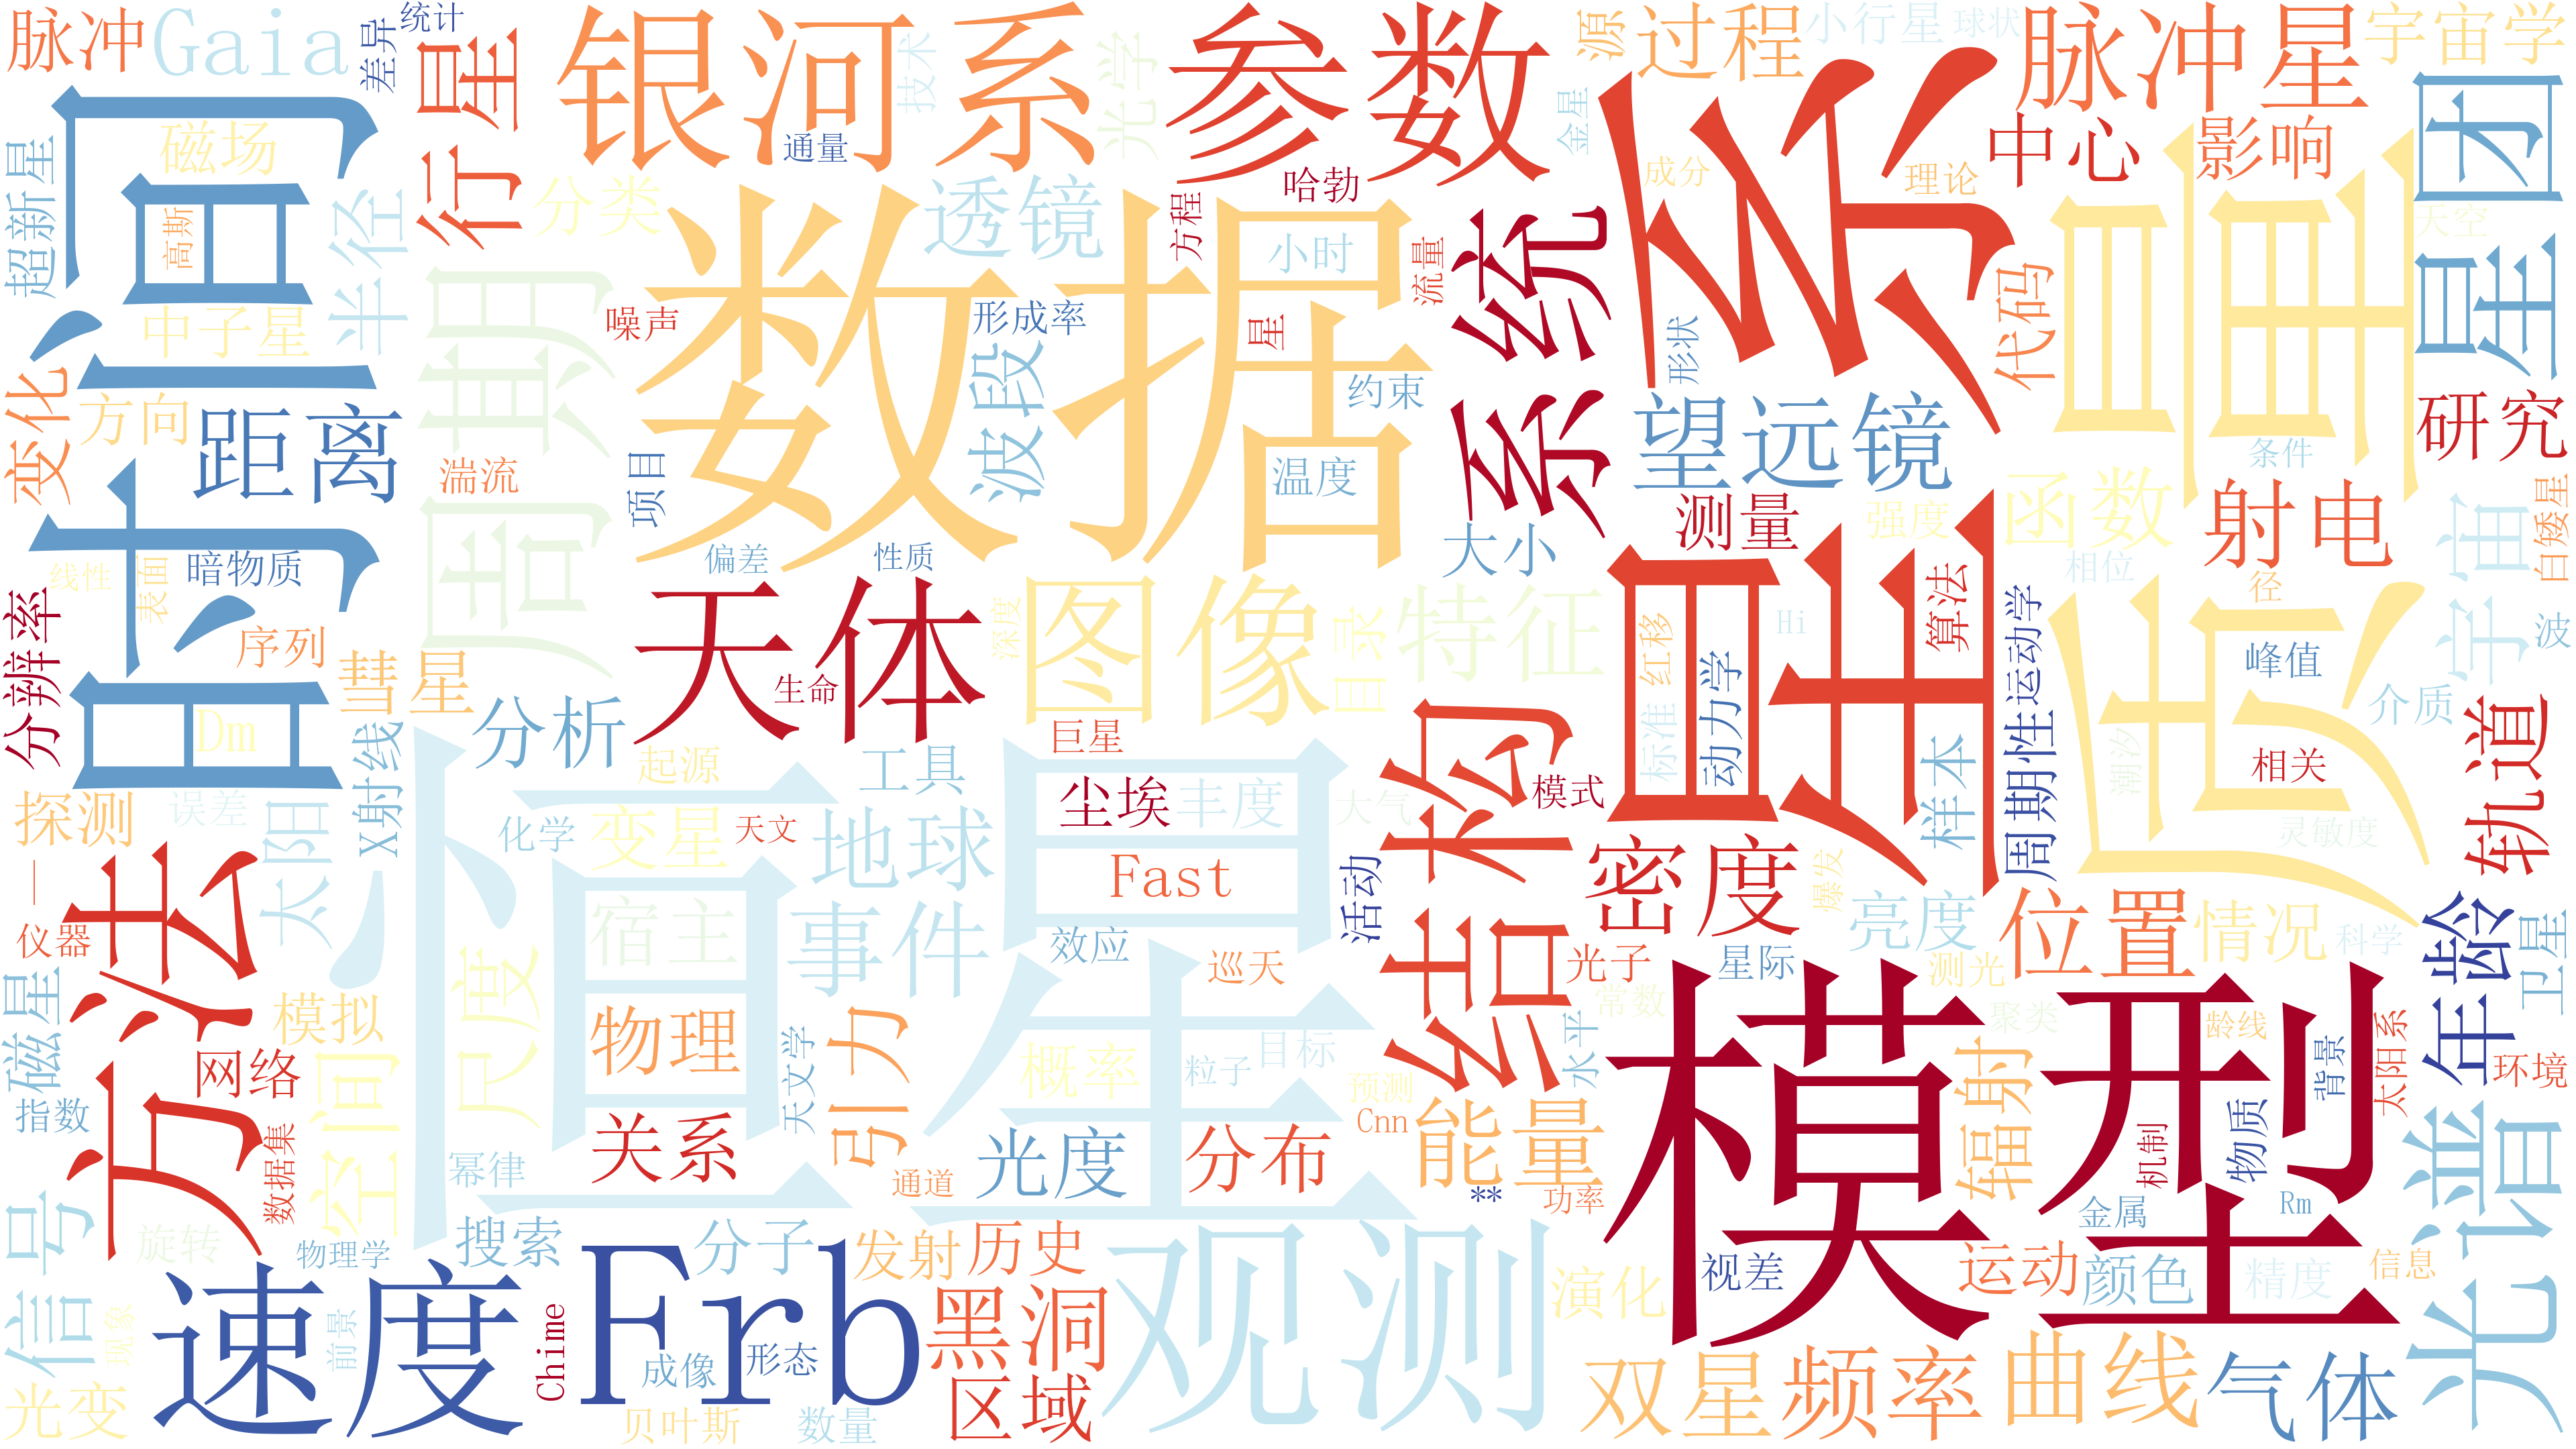 脉冲
Gaia
差异
统计
行星
银河系
技术
光学
参数
源
过程
小行星
球状
脉冲星
宇宙学
时间
磁场
超新星
高斯
半径
中子星
通量
分类
透镜
哈勃
方程
金星
星系
成分
理论
中心
影响
质量
天空
星团
变化
方向
距离
周期
数据
噪声
形成率
波段
小时
星
流量
约束
温度
系统
形状
望远镜
代码
研究
湍流
项目
大小
测量
强度
函数
条件
射电
宇宙
白矮星
暗物质
线性
表面
偏差
性质
分辨率
序列
彗星
天体
生命
图像
深度
目录
特征
红移
标准
动力学
Hi
算法
相位
运动学
径
峰值
波
介质
Dm
分析
起源
巨星
工具
结构
模式
样本
周期性
潮汐
相关
轨道
探测
误差
太阳
X射线
恒星
化学
变星
天文
地球
尘埃
丰度
大气
Fast
活动
密度
爆发
灵敏度
一
仪器
方法
宿主
事件
效应
巡天
光子
星际
亮度
测光
位置
情况
科学
年龄
卫星
磁星
模拟
尺度
物理
天文学
引力
概率
粒子
目标
常数
水平
预测
聚类
龄线
背景
太阳系
环境
指数
网络
空间
数据集
关系
光度
分布
能量
Cnn
模型
辐射
机制
物质
光谱
信号
旋转
幂律
通道
**
功率
金属
Rm
物理学
搜索
分子
发射
历史
观测
演化
视差
运动
颜色
精度
信息
现象
前景
速度
Chime
Frb
成像
形态
黑洞
区域
光变
贝叶斯
数量
双星
频率
曲线
气体